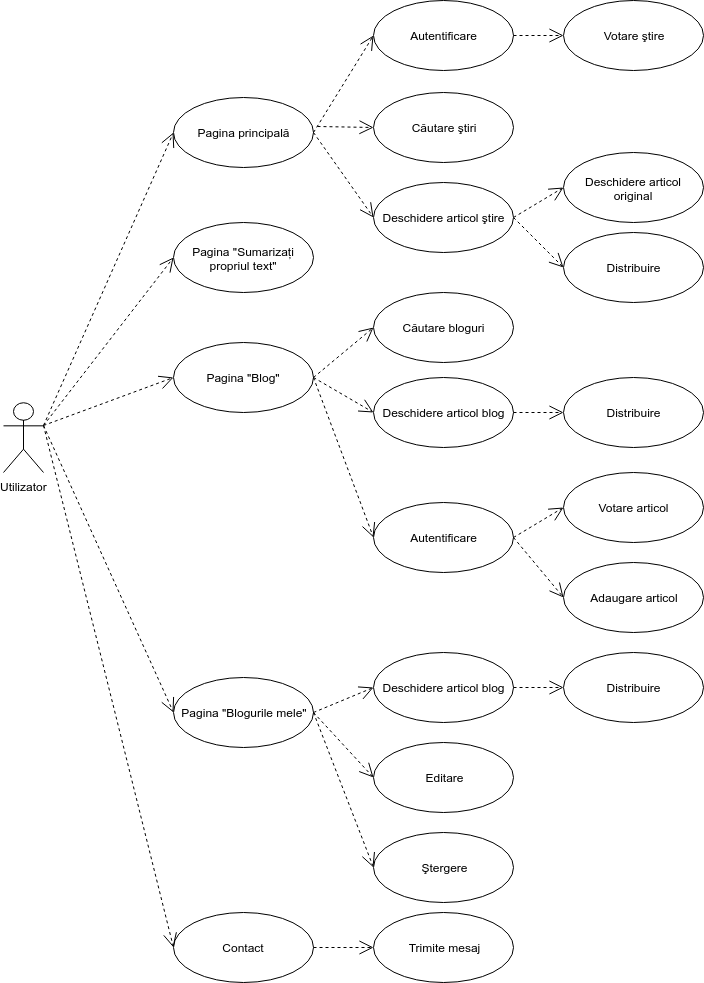 Autentificare
Votare ştire
Pagina principală
Căutare ştiri
Deschidere articol ştire
Deschidere articol
original
Distribuire
Pagina "Sumarizați
propriul text"
Pagina "Blog"
Căutare bloguri
Deschidere articol blog
Distribuire
Autentificare
Votare articol
Adaugare articol
Utilizator
Pagina "Blogurile mele"
Deschidere articol blog
Distribuire
Editare
Ştergere
Contact
Trimite mesaj